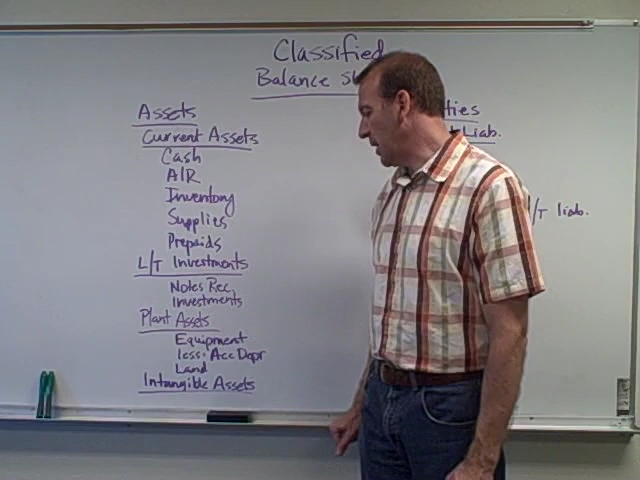 Classified
Balance
Assets
Current Assets
Cash
A/R
Inventory
Supplies
Prepaids
L/T Investments
Notes Rec
Investments
Plant Assets
Equipment
less: Acc Depr
Land
Intangible Assets
Liab.
L/T liab.